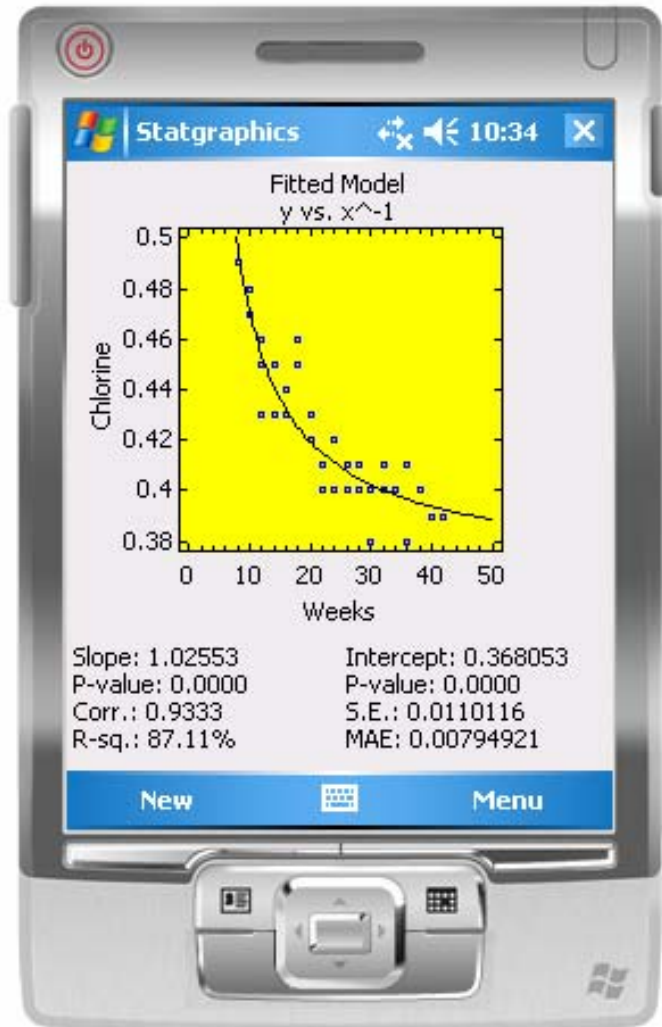 Statgraphics 10:34
Fitted Model
y vs. x^-1
0.5
0.48
0.46
0.44
0.42
0.4
0.38
Chlorine
0 10 20 30 40 50
Weeks
Slope: 1.02553 Intercept: 0.368053
P-value: 0.0000 P-value: 0.0000
Corr.: 0.9333 S.E.: 0.0110116
R-sq.: 87.11% MAE: 0.00794921
New Menu